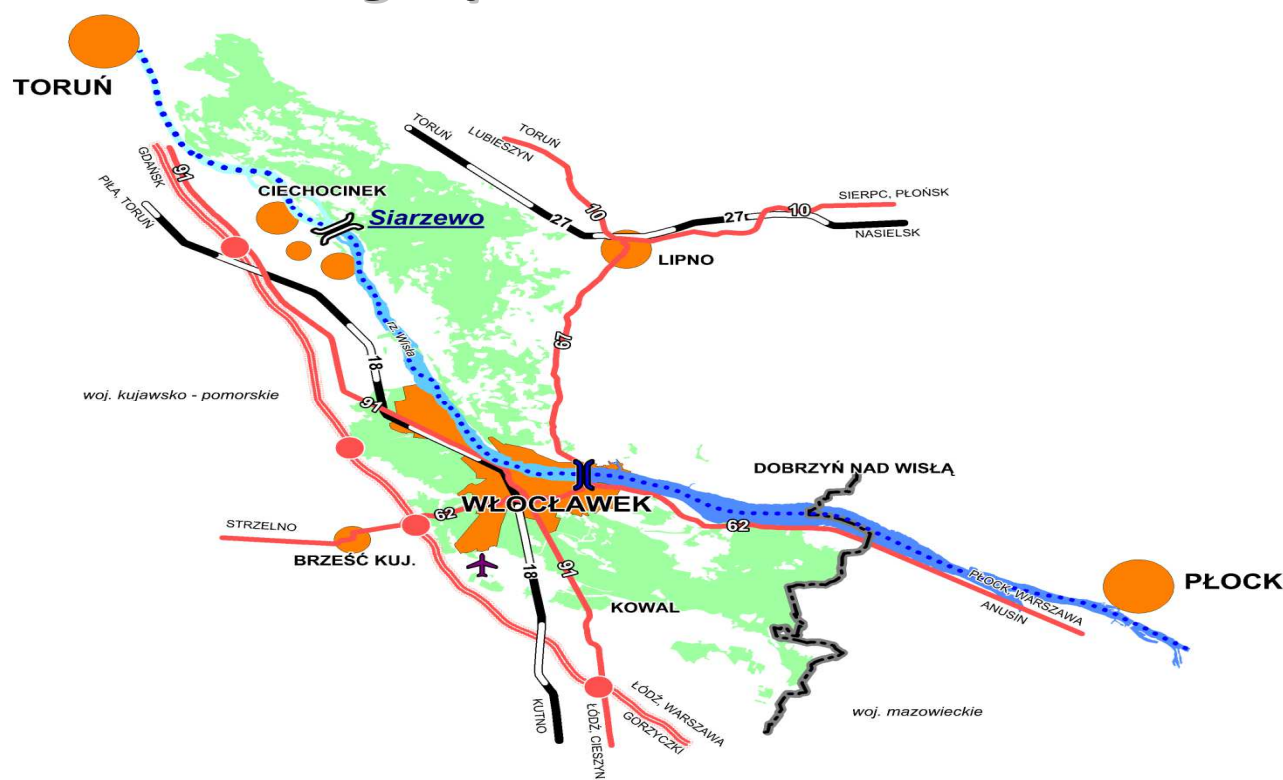 TORUŃ
GDAŃSK
91
PIŁA, TORUŃ
CIECHOCINEK
Siarzewo
TORUŃ
LUBIESZYN
TORUŃ
27
10
27
10
SIERPC, PŁOŃSK
NASIELSK
LIPNO
rz. Wisła
67
18
91
woj. kujawsko - pomorskie
DOBRZYŃ NAD WISŁĄ
WŁOCŁAWEK
62
62
STRZELNO
BRZEŚĆ KUJ.
18
91
KOWAL
PŁOCK, WARSZAWA
ANUSIN
PŁOCK
KUTNO
ŁÓDŹ, CIESZYN
ŁÓDŹ, WARSZAWA
GORZYCZKI
woj. mazowieckie